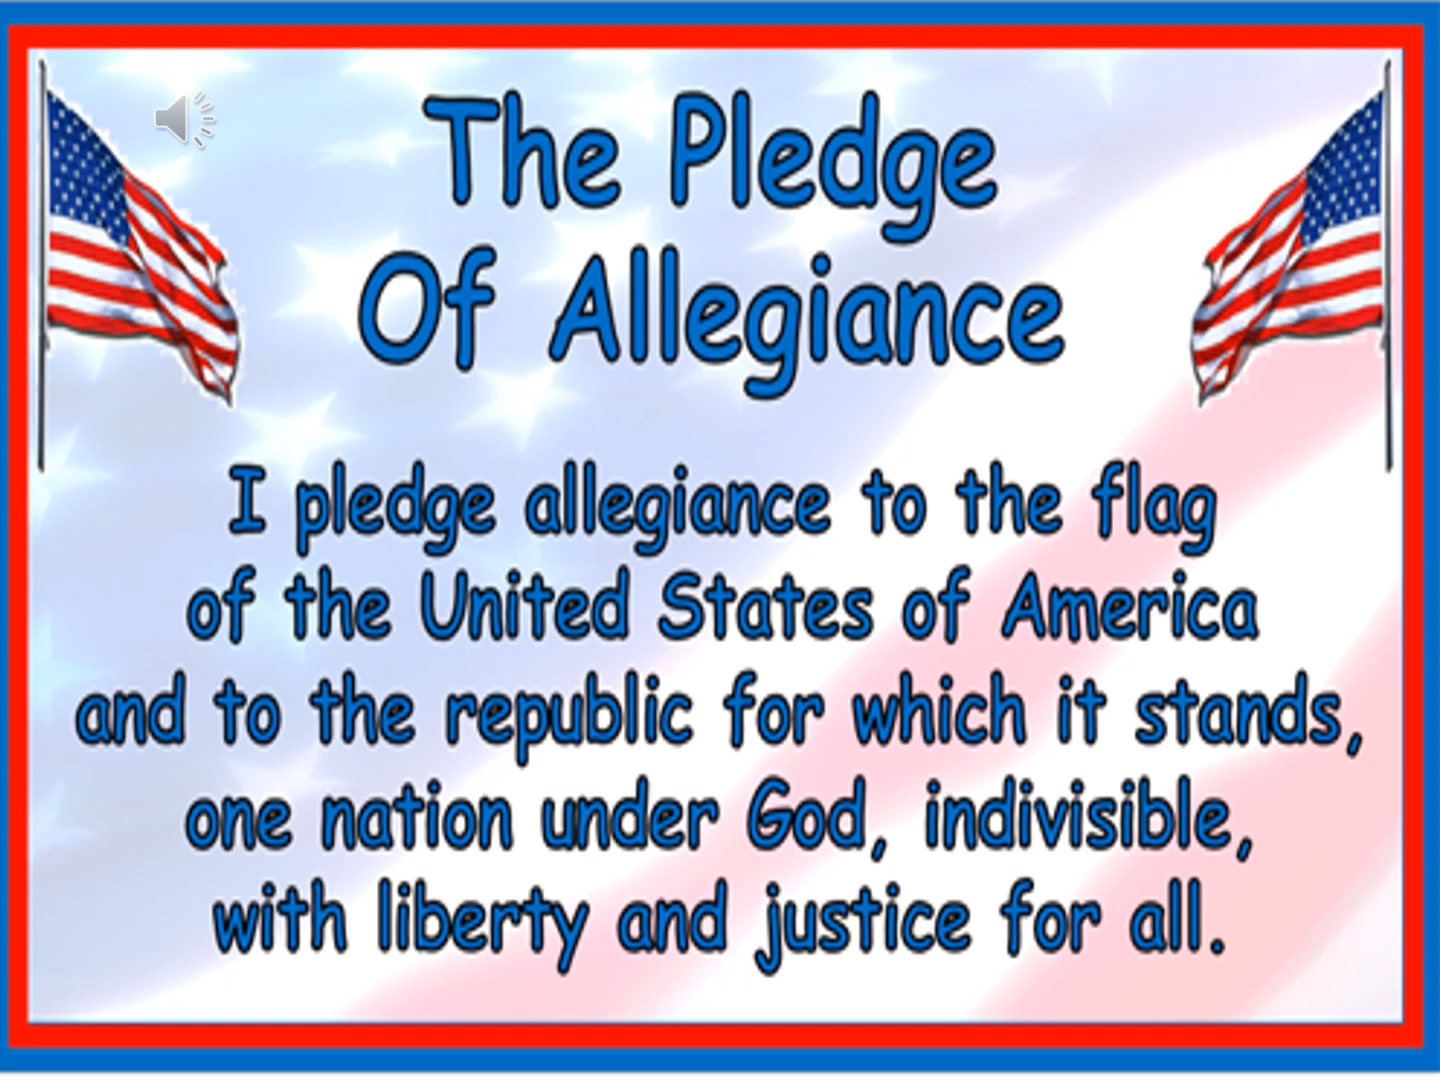 The Pledge
Of Allegiance
I pledge allegiance to the flag
of the United States of America
and to the republic for which it stands,
one nation under God, indivisible,
with liberty and justice for all.